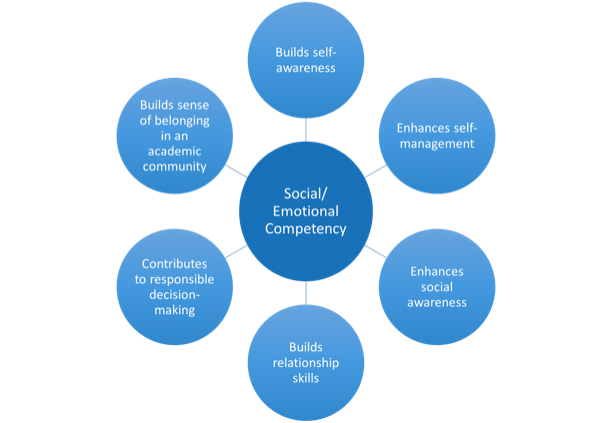 Builds self-
awareness
Enhances self-
management
Enhances
social
awareness
Builds
relationship
skills
Contributes
to responsible
decision-
making
Builds sense
of belonging
in an
academic
community
Social/
Emotional
Competency